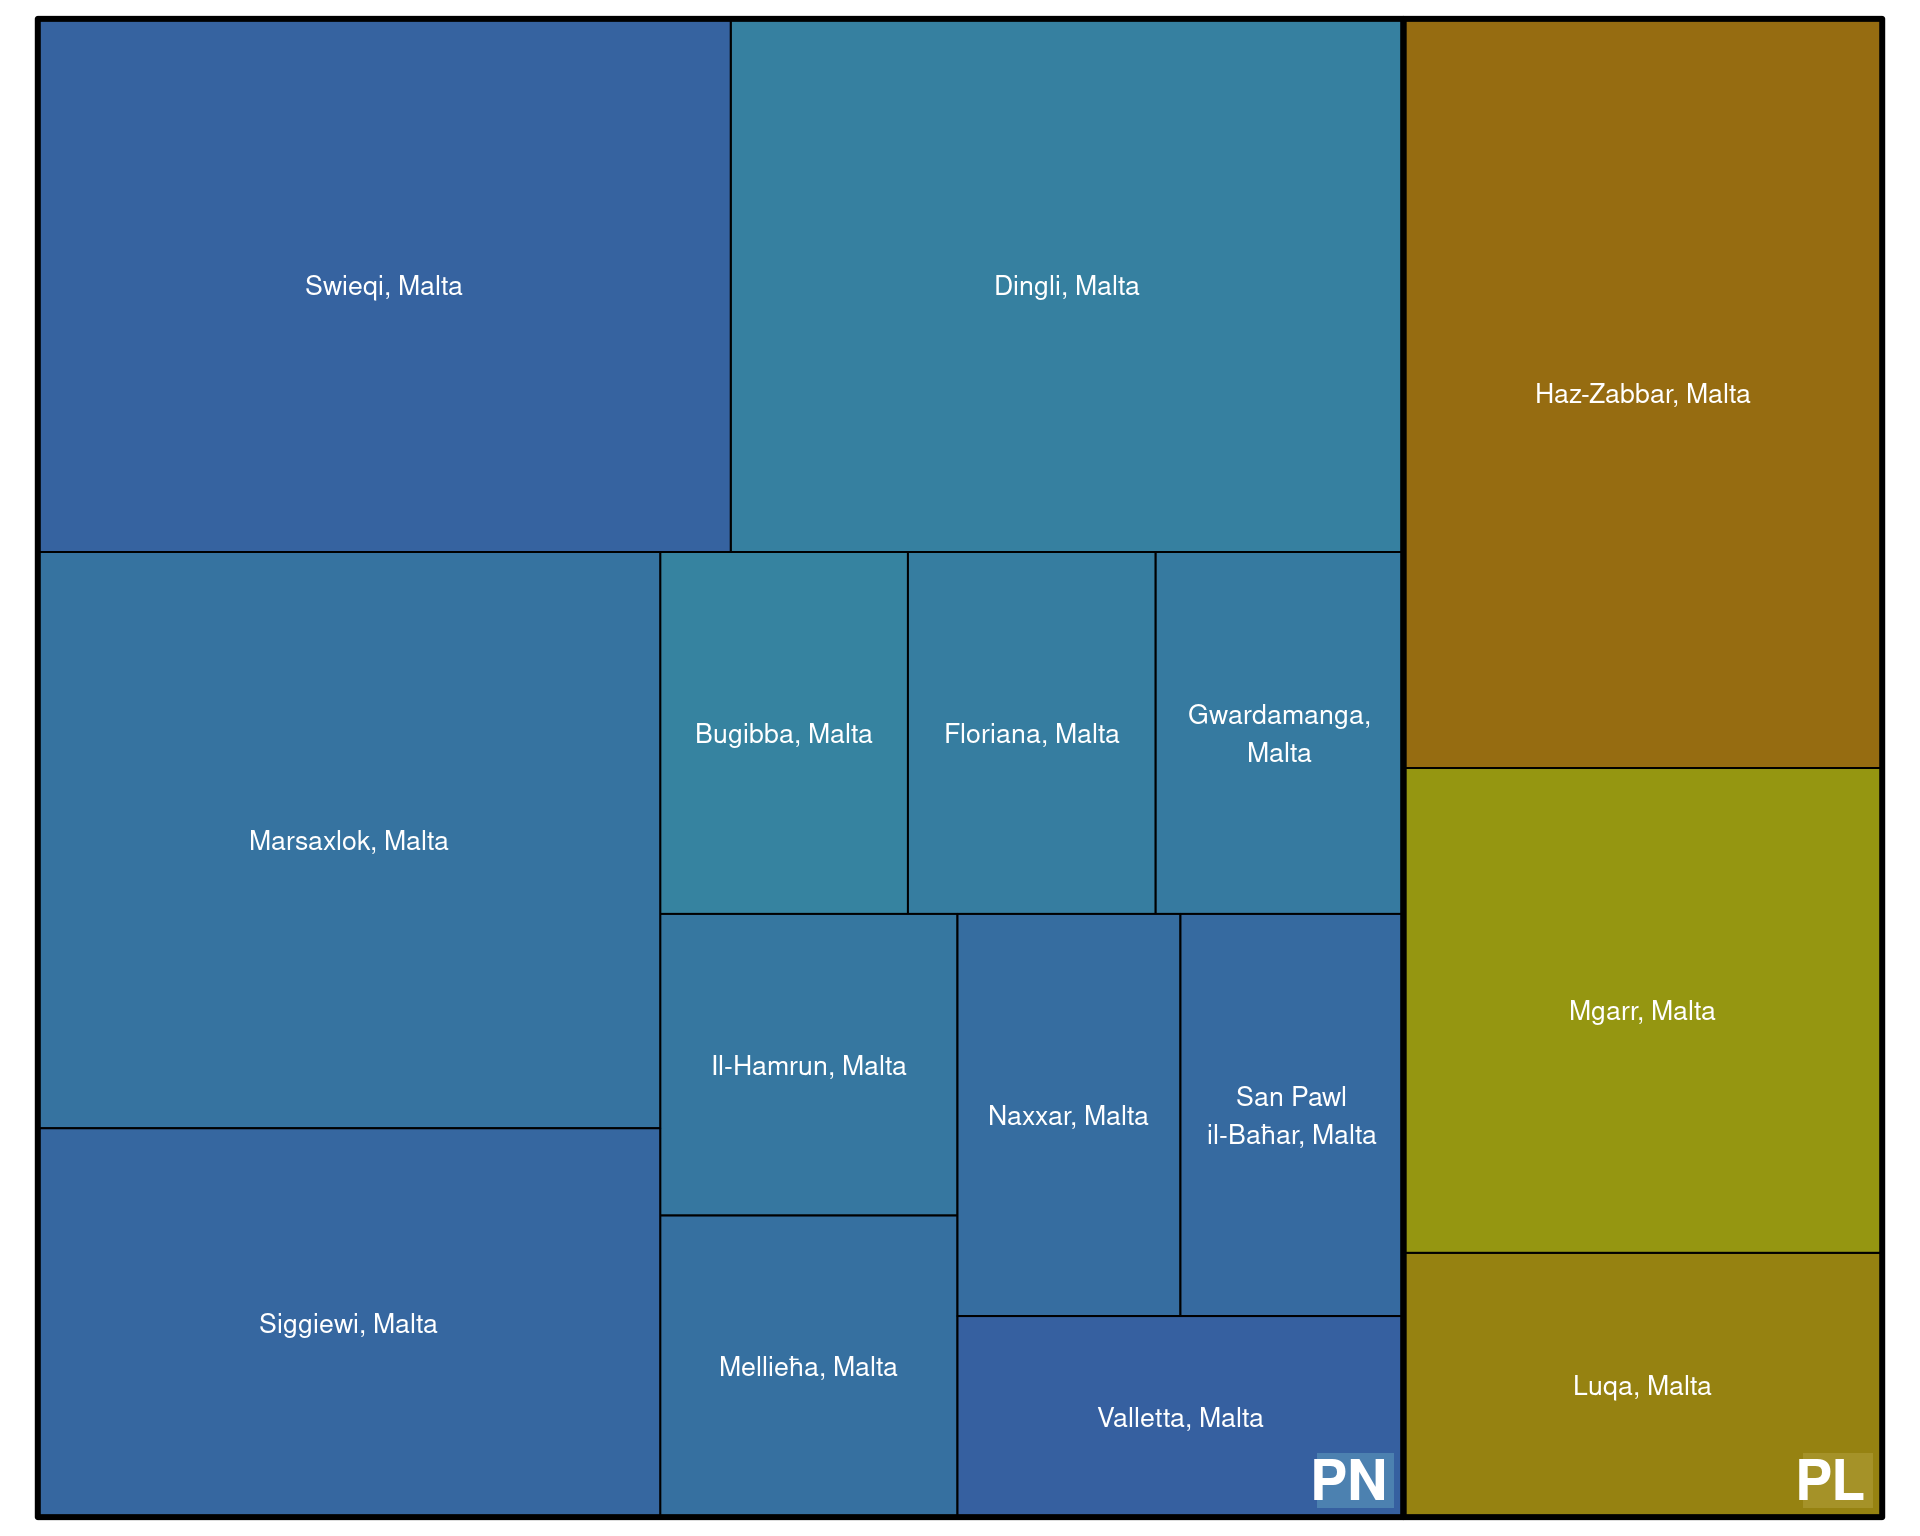 Swieqi, Malta
Dingli, Malta
Haz-Zabbar, Malta
Bugibba, Malta
Floriana, Malta
Gwardamanga,
Malta
Marsaxlok, Malta
Mgarr, Malta
Il-Hamrun, Malta
Naxxar, Malta
San Pawl
il-Baħar, Malta
Siggiewi, Malta
Mellieħa, Malta
Luqa, Malta
Valletta, Malta
PN
PL